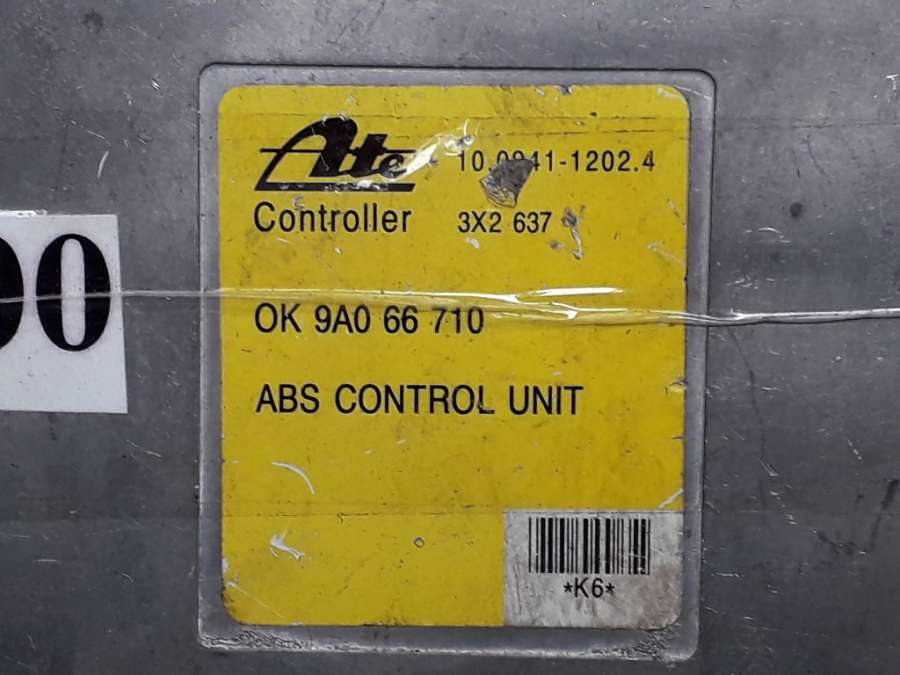 Ate 10.0941-1202.4
Controller 3X2 637
00
OK 9A0 66 710
ABS CONTROL UNIT
*K6*